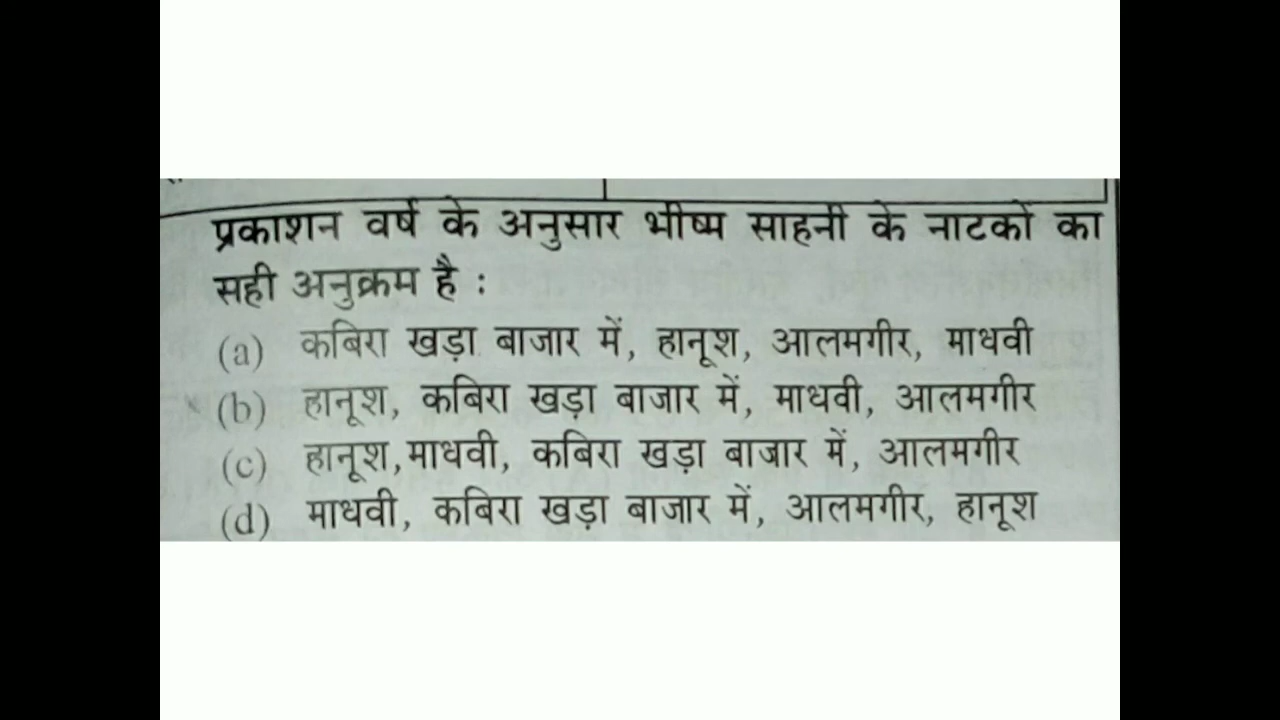 प्रकाशन वर्ष के अनुसार भीष्म साहनी के नाटकों का
सही अनुक्रम है :
(a) कबिरा खड़ा बाजार में, हानूश, आलमगीर, माधवी
(b) हानूश, कबिरा खड़ा बाजार में, माधवी, आलमगीर
(c) हानूश, माधवी, कबिरा खड़ा बाजार में, आलमगीर
(d) माधवी, कबिरा खड़ा बाजार में, आलमगीर, हानूश